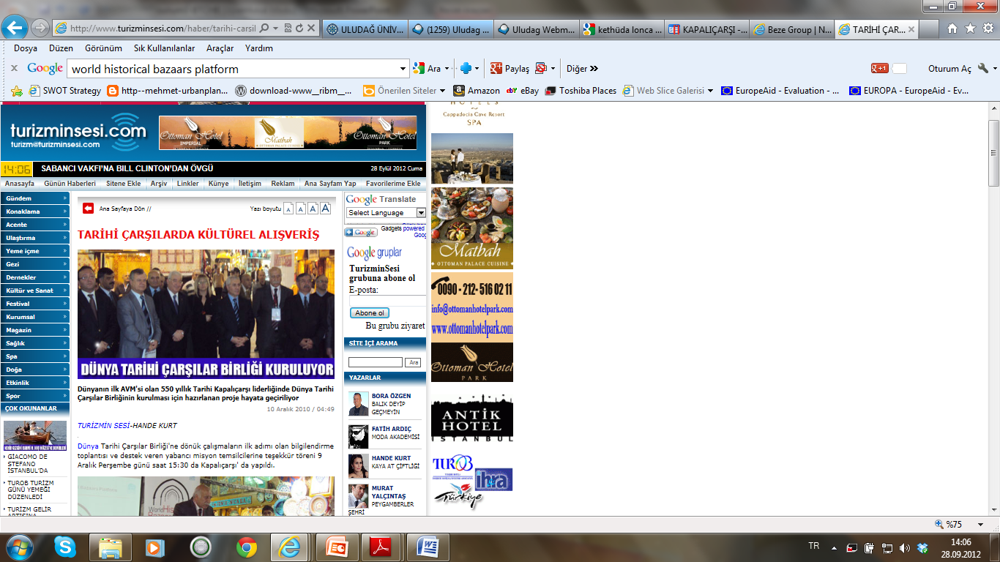 http://www.turizminsesi.com/haber/tarihi-carsil
ULUDAĞ ÜNİV...
(1259) Uludag ...
Uludag Webm...
kethüda lonca ...
KAPALIÇARŞI -...
Beze Group | N...
TARİHİ ÇAR...
Dosya Düzen Görünüm Sık Kullanılanlar Araçlar Yardım
Google world historical bazaars platform Ara Paylaş Diğer Oturum Aç
SWOT Strategy http--mehmet-urbanplan... download-www__ribm__... Önerilen Siteler Amazon eBay Toshiba Places Web Slice Galerisi EuropeAid - Evaluation - ... EUROPA - EuropeAid - Ev...
turizminsesi.com
turizm@turizminsesi.com
Ottoman Hotel
IMPERIAL
Matbah
OTTOMAN PALACE CUISINE
Ottoman Hotel
PARK
14:06 SABANCI VAKFI'NA BILL CLINTON'DAN ÖVGÜ 28 Eylül 2012 Cuma
Anasayfa Günün Haberleri Sitene Ekle Arşiv Linkler Künye İletişim Reklam Ana Sayfam Yap Favorilerime Ekle
Gündem
Konaklama
Acente
Ulaştırma
Yeme içme
Gezi
Dernekler
Kültür ve Sanat
Festival
Kurumsal
Magazin
Sağlık
Spa
Doğa
Etkinlik
Spor
ÇOK OKUNANLAR
GİACOMO DE
STEFANO
İSTANBUL'DA
TUROB TURİZM
GÜNÜ YEMEĞİ
DÜZENLEDİ
TURİZM GELİR
ARTIŞINA
Ana Sayfaya Dön // Yazı boyutu A A A A
TARİHİ ÇARŞILARDA KÜLTÜREL ALIŞVERİŞ
DÜNYA TARİHİ ÇARŞILAR BİRLİĞİ KURULUYOR
Dünyanın ilk AVM'si olan 550 yıllık Tarihi Kapalıçarşı liderliğinde Dünya Tarihi
Çarşılar Birliğinin kurulması için hazırlanan proje hayata geçiriliyor
10 Aralık 2010 / 04:49
TURİZMİN SESİ-HANDE KURT
.
Dünya Tarihi Çarşılar Birliği'ne dönük çalışmaların ilk adımı olan bilgilendirme
toplantısı ve destek veren yabancı misyon temsilcilerine teşekkür töreni 9
Aralık Perşembe günü saat 15:30 da Kapalıçarşı' da yapıldı.
Google Translate
Select Language
Gadgets powered
Goog
Google
Google gruplar
TurizminSesi
grubuna abone ol
E-posta:
Abone ol
Bu grubu ziyaret
SİTE İÇİ ARAMA
Ara
YAZARLAR
BORA ÖZGEN
BALIK DEYİP
GEÇMEYİN
FATİH ARDIÇ
MODA AKADEMİSİ
HANDE KURT
KAYA AT ÇİFTLİĞİ
MURAT
YALÇINTAŞ
PEYGAMBERLER
ŞEHRİ
HOTELS
Cappadocia Cave Resort
SPA
Matbah
OTTOMAN PALACE CUISINE
0090 - 212- 516 02 11
info@ottomanhotelpark.com
www.ottomanhotelpark.com
Ottoman Hotel
PARK
ANTİK
HOTEL
İSTANBUL
TUROB
ih·ra
Türkiye
%75
TR
14:06
28.09.2012